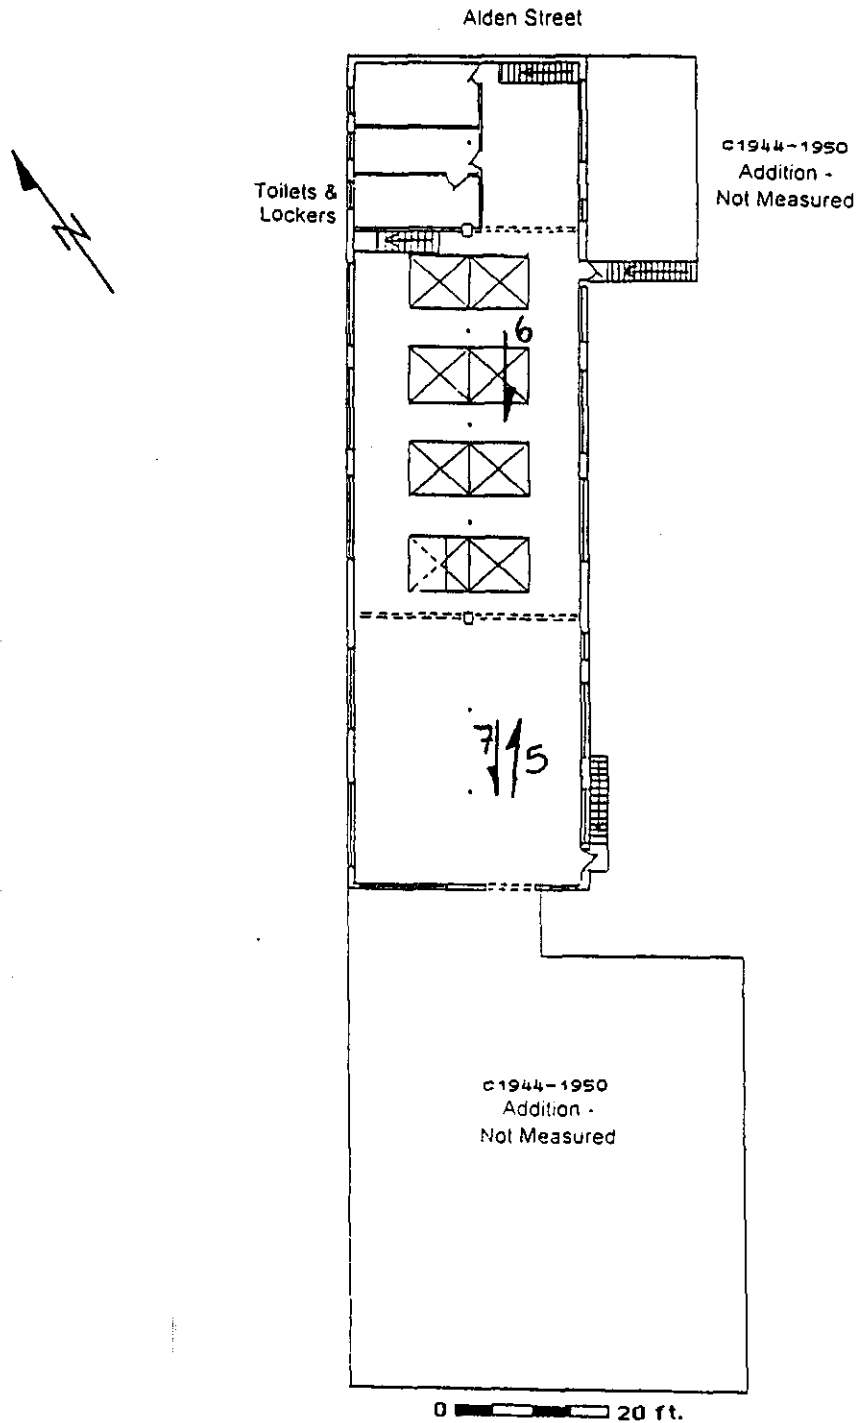 Alden Street
c1944-1950
Addition -
Not Measured
Toilets &
Lockers
N
6
7
5
c1944-1950
Addition -
Not Measured
0
20 ft.